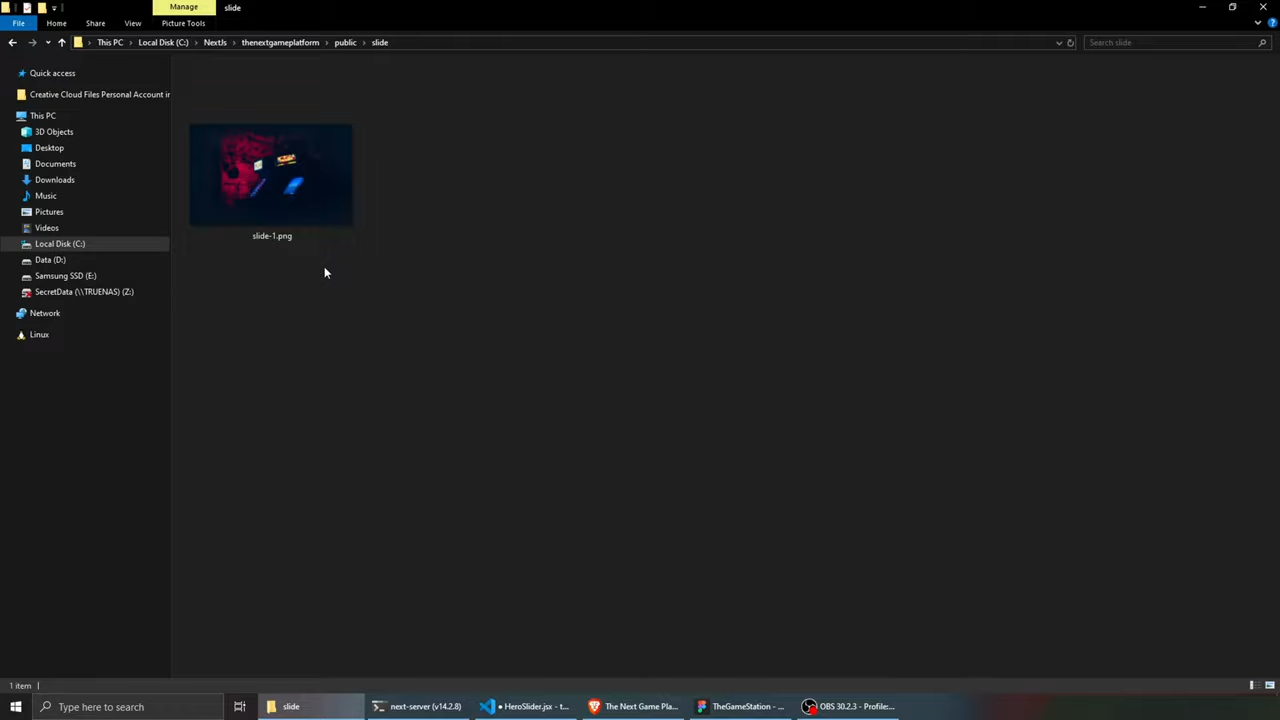 Manage
slide
File
Home
Share
View
Picture Tools
This PC
Local Disk (C:)
NextJs
thenextgameplatform
public
slide
Search slide
Quick access
Creative Cloud Files Personal Account in
This PC
3D Objects
Desktop
Documents
Downloads
Music
Pictures
Videos
Local Disk (C:)
Data (D:)
Samsung SSD (E:)
SecretData (\\TRUENAS) (Z:)
Network
Linux
slide-1.png
1 item
Type here to search
slide
next-server (v14.2.8)
• HeroSlider.jsx - t...
The Next Game Pla...
TheGameStation - ...
OBS 30.2.3 - Profile:...